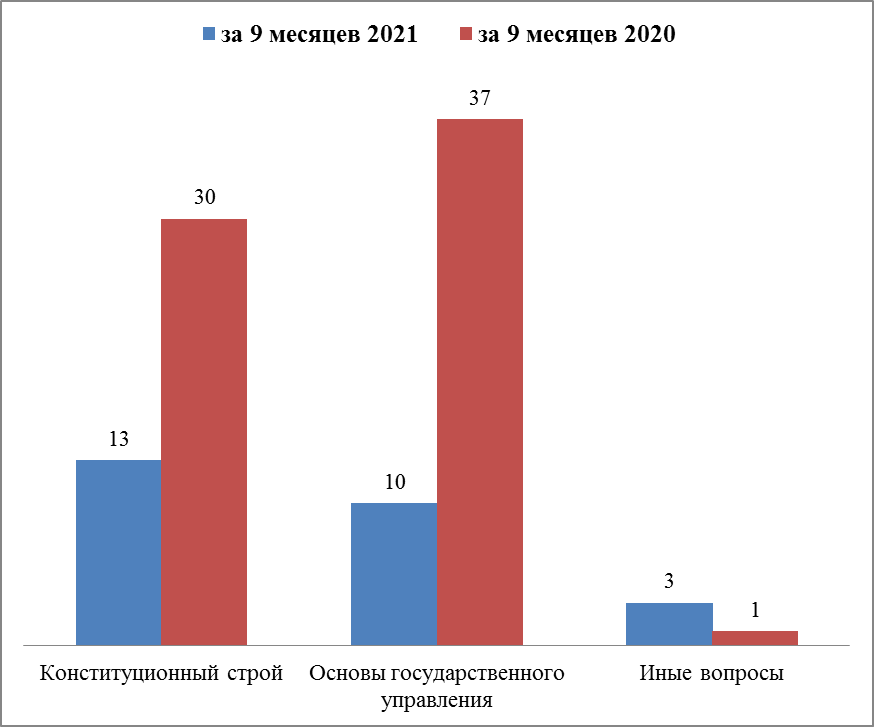 за 9 месяцев 2021 за 9 месяцев 2020
37
30
13
10
3
1
Конституционный строй
Основы государственного
управления
Иные вопросы